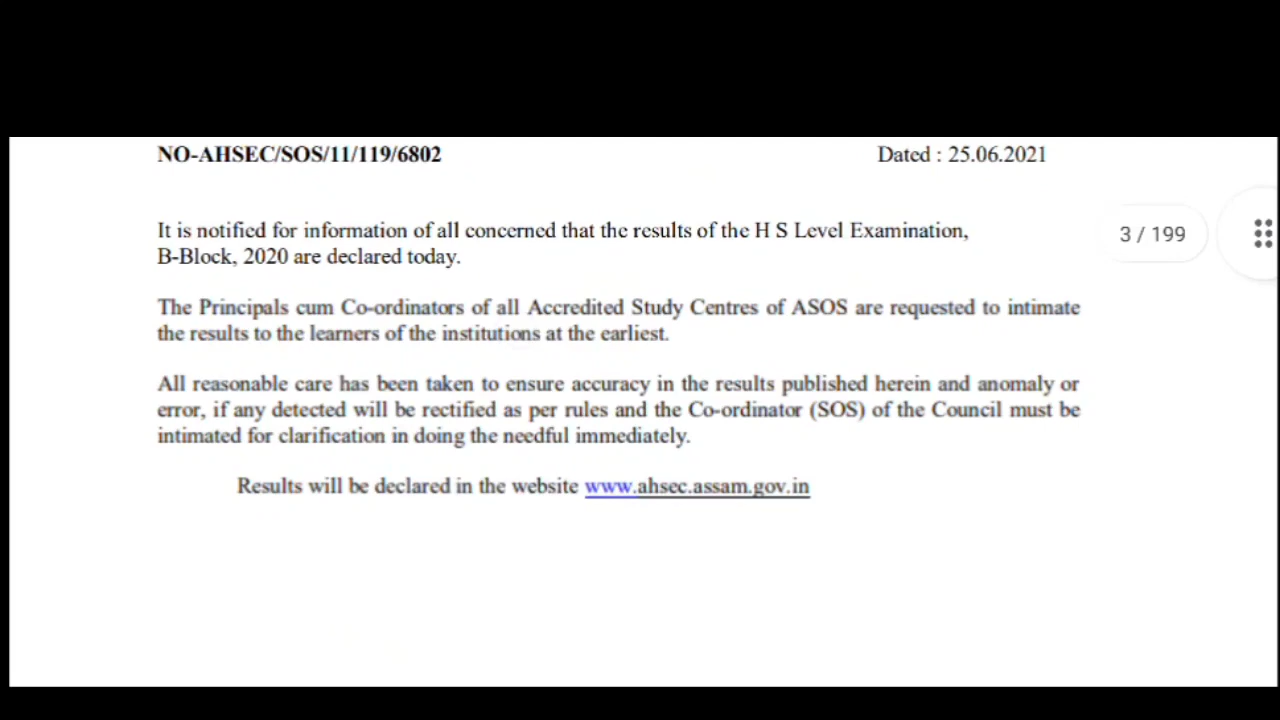 NO-AHSEC/SOS/11/119/6802 Dated : 25.06.2021
3 / 199
It is notified for information of all concerned that the results of the H S Level Examination,
B-Block, 2020 are declared today.
The Principals cum Co-ordinators of all Accredited Study Centres of ASOS are requested to intimate
the results to the learners of the institutions at the earliest.
All reasonable care has been taken to ensure accuracy in the results published herein and anomaly or
error, if any detected will be rectified as per rules and the Co-ordinator (SOS) of the Council must be
intimated for clarification in doing the needful immediately.
Results will be declared in the website www.ahsec.assam.gov.in